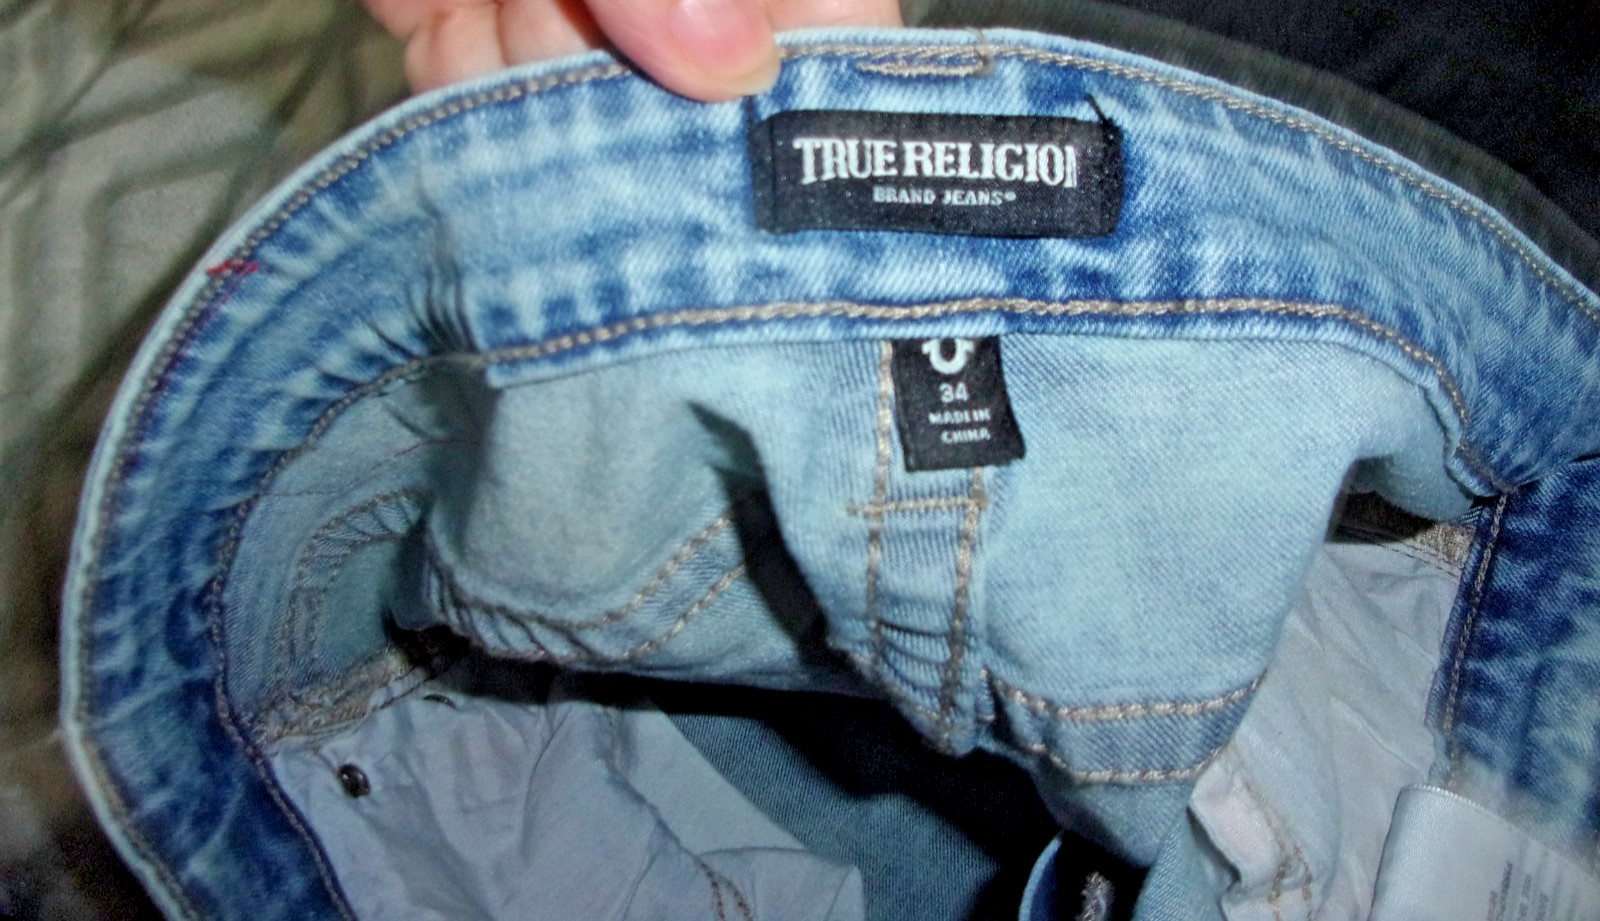 TRUE RELIGION
BRAND JEANS®
34
MADE IN
CHINA